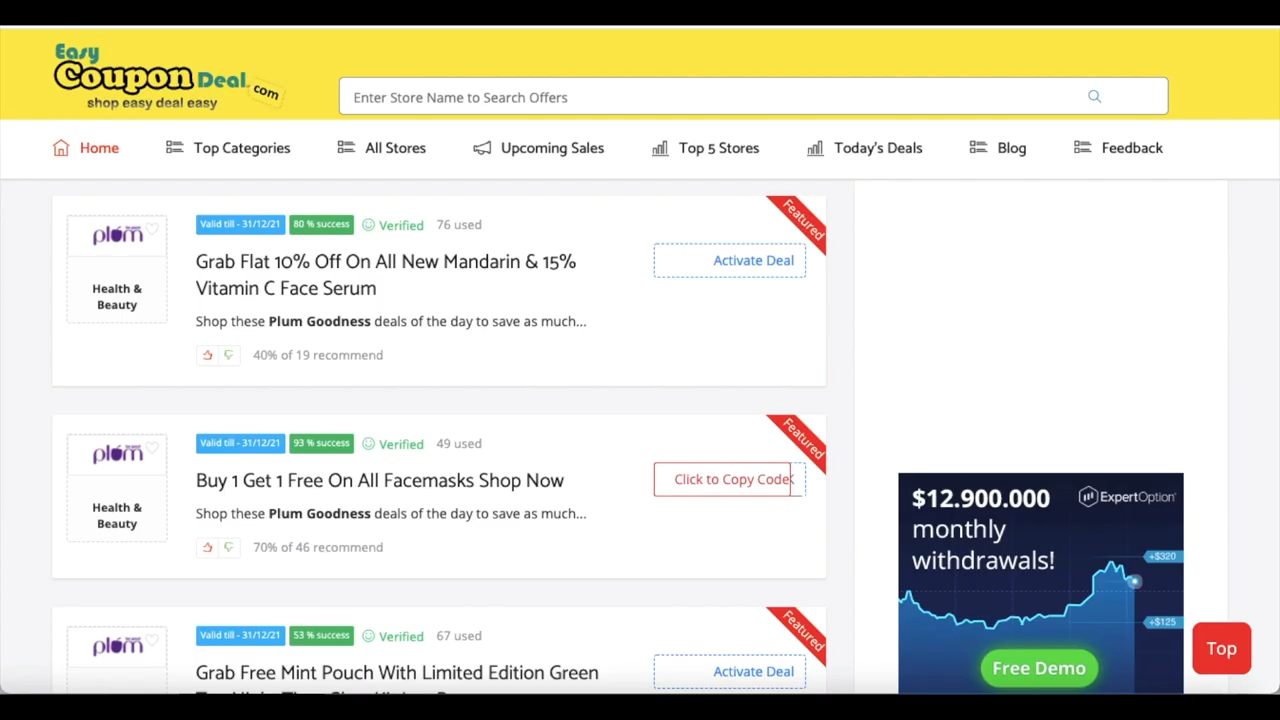 Easy
Coupon Deal.com
shop easy deal easy
Enter Store Name to Search Offers
Home
Top Categories
All Stores
Upcoming Sales
Top 5 Stores
Today's Deals
Blog
Feedback
plum
Health &
Beauty
Valid till - 31/12/21
80 % success
Verified
76 used
Grab Flat 10% Off On All New Mandarin & 15%
Vitamin C Face Serum
Shop these Plum Goodness deals of the day to save as much...
40% of 19 recommend
Featured
Activate Deal
plum
Health &
Beauty
Valid till - 31/12/21
93 % success
Verified
49 used
Buy 1 Get 1 Free On All Facemasks Shop Now
Shop these Plum Goodness deals of the day to save as much...
70% of 46 recommend
Featured
Click to Copy Code
plum
Valid till - 31/12/21
53 % success
Verified
67 used
Grab Free Mint Pouch With Limited Edition Green
Featured
Activate Deal
$12.900.000
monthly
withdrawals!
ExpertOption
+$320
+$125
Free Demo
Top